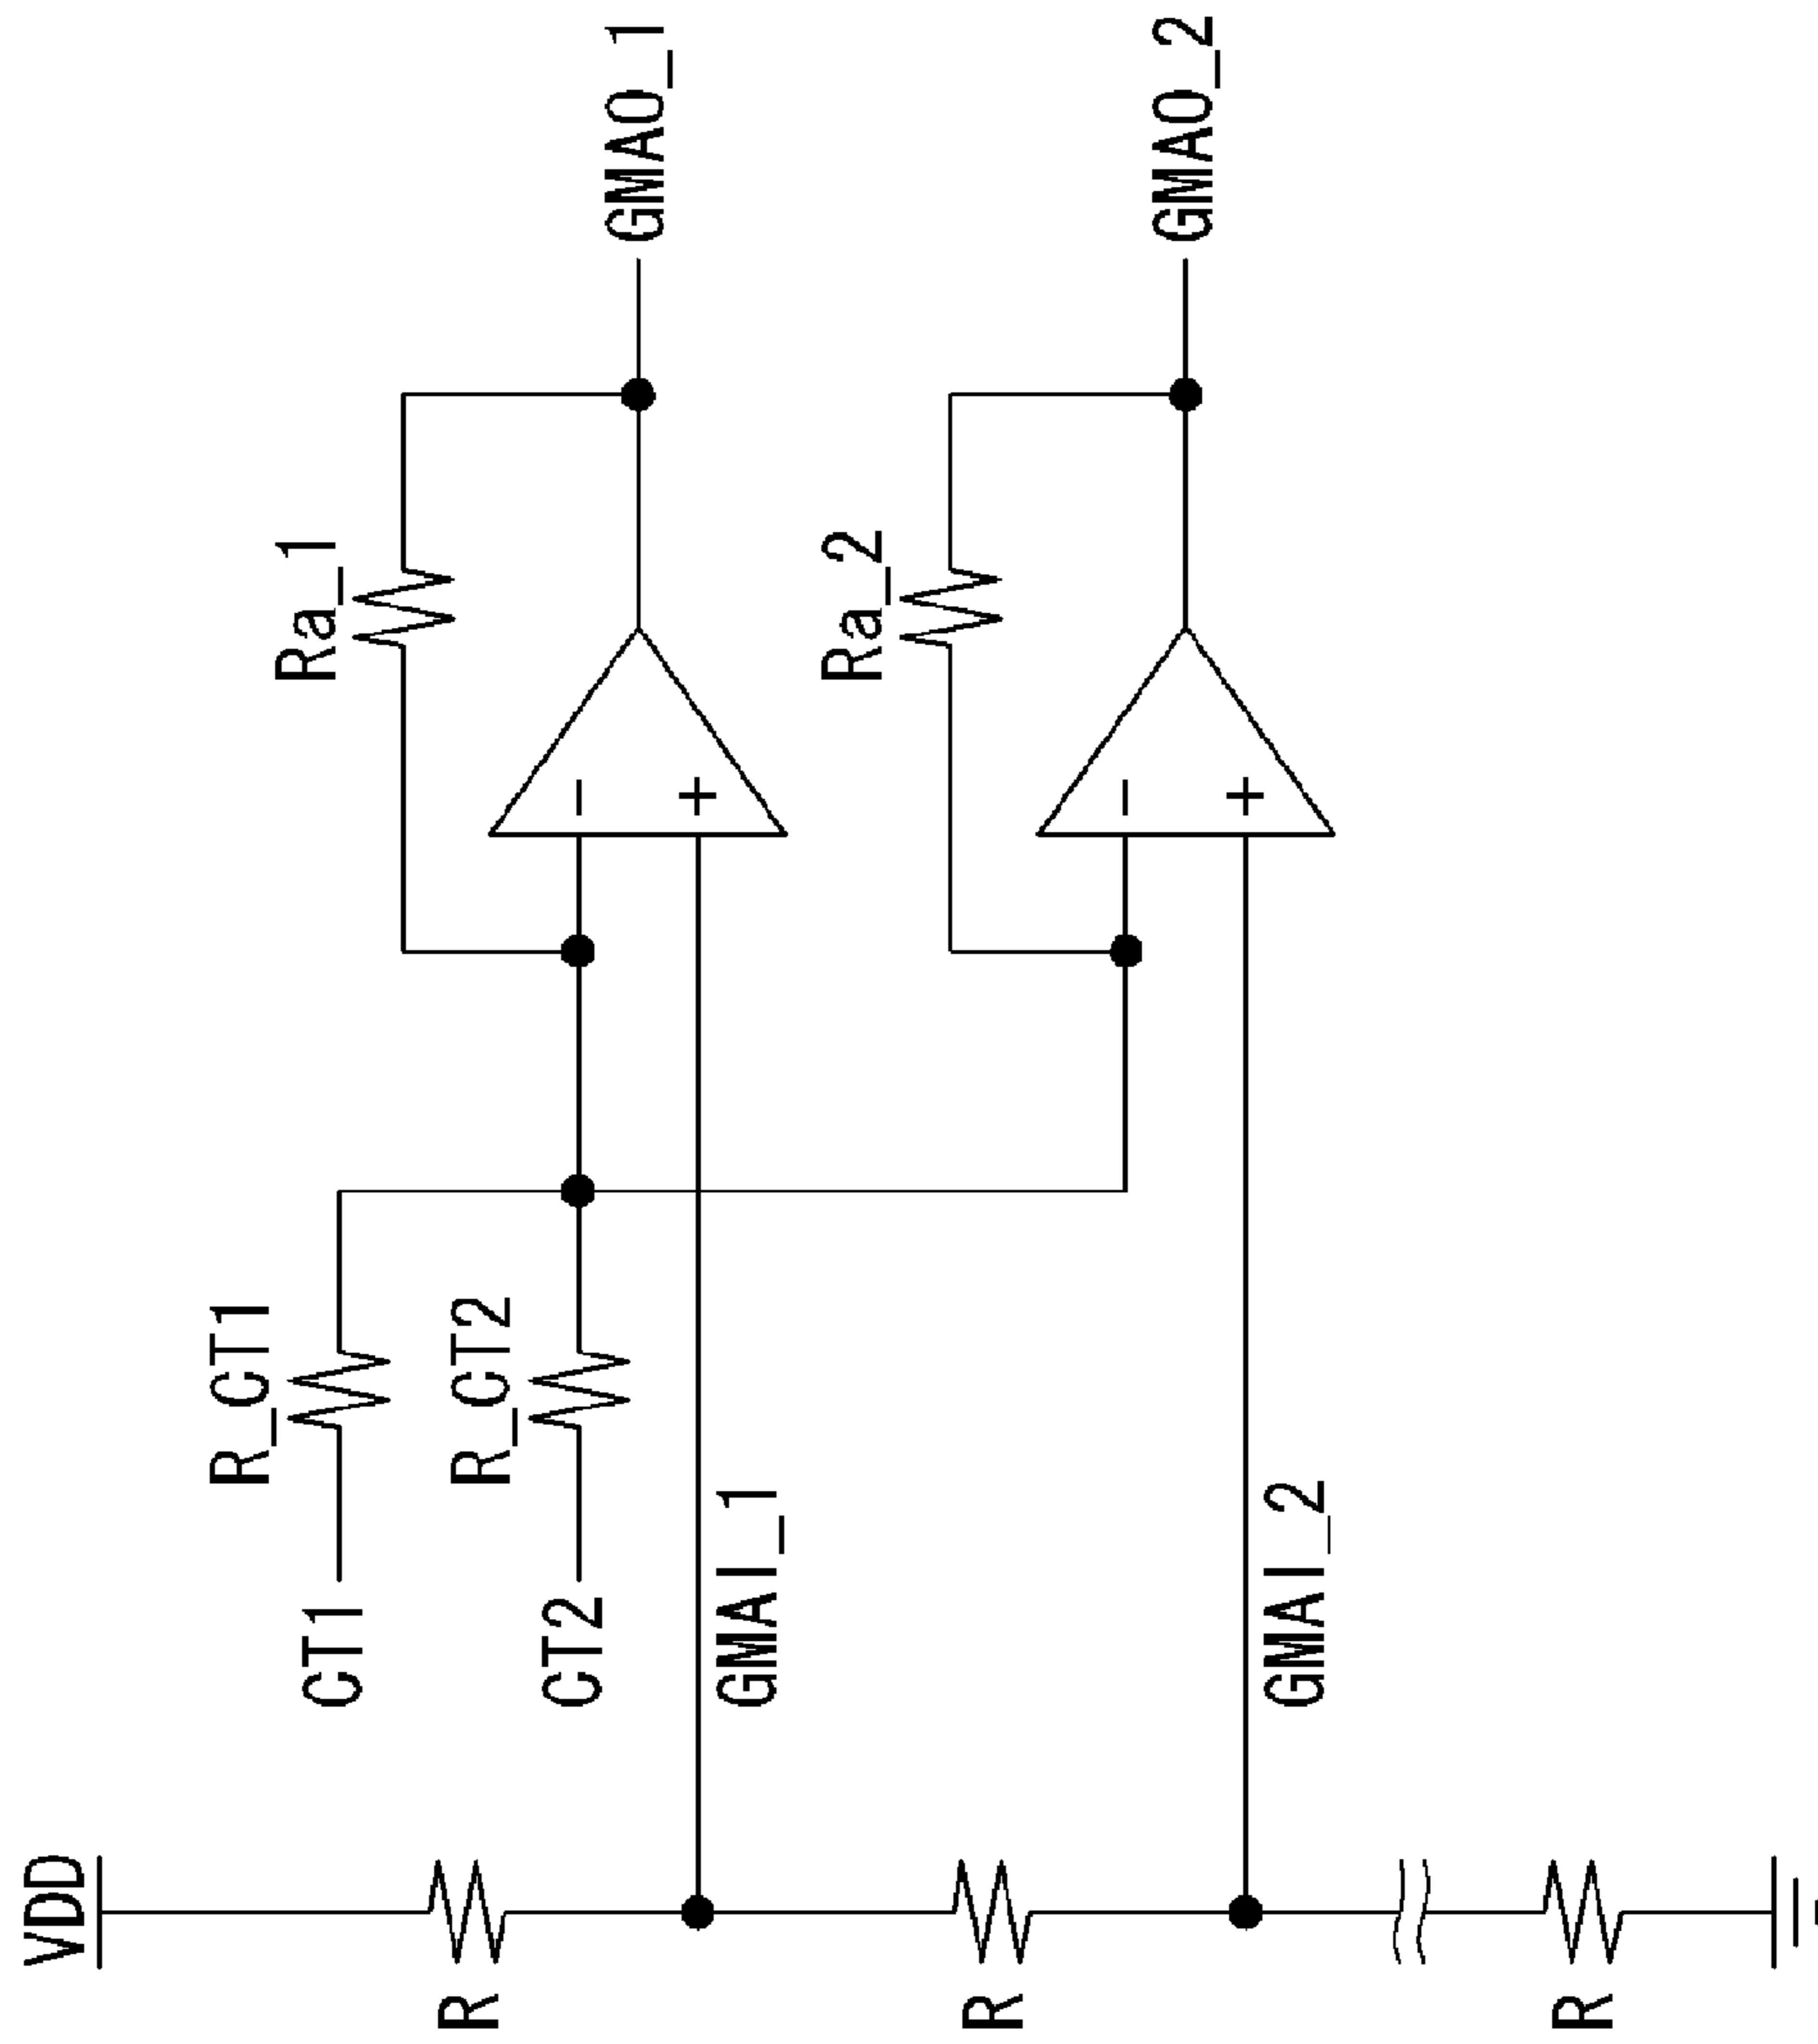 VDD
R
R
R
CT1
R_CT1
CT2
R_CT2
GMAI_1
GMAI_2
Ra_1
Ra_2
−
+
−
+
GMAO_1
GMAO_2